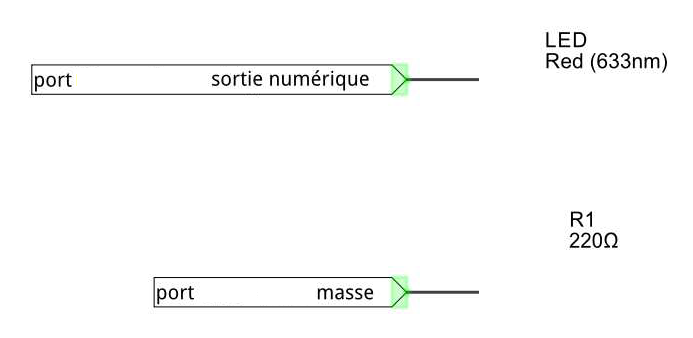 LED
Red (633nm)
port sortie numérique
R1
220Ω
port masse